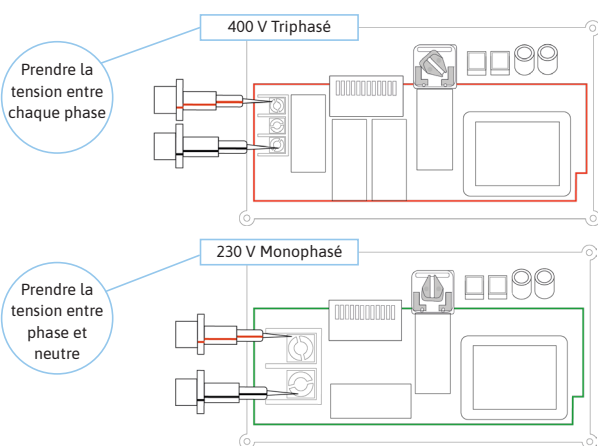 400 V Triphasé
Prendre la
tension entre
chaque phase
230 V Monophasé
Prendre la
tension entre
phase et
neutre